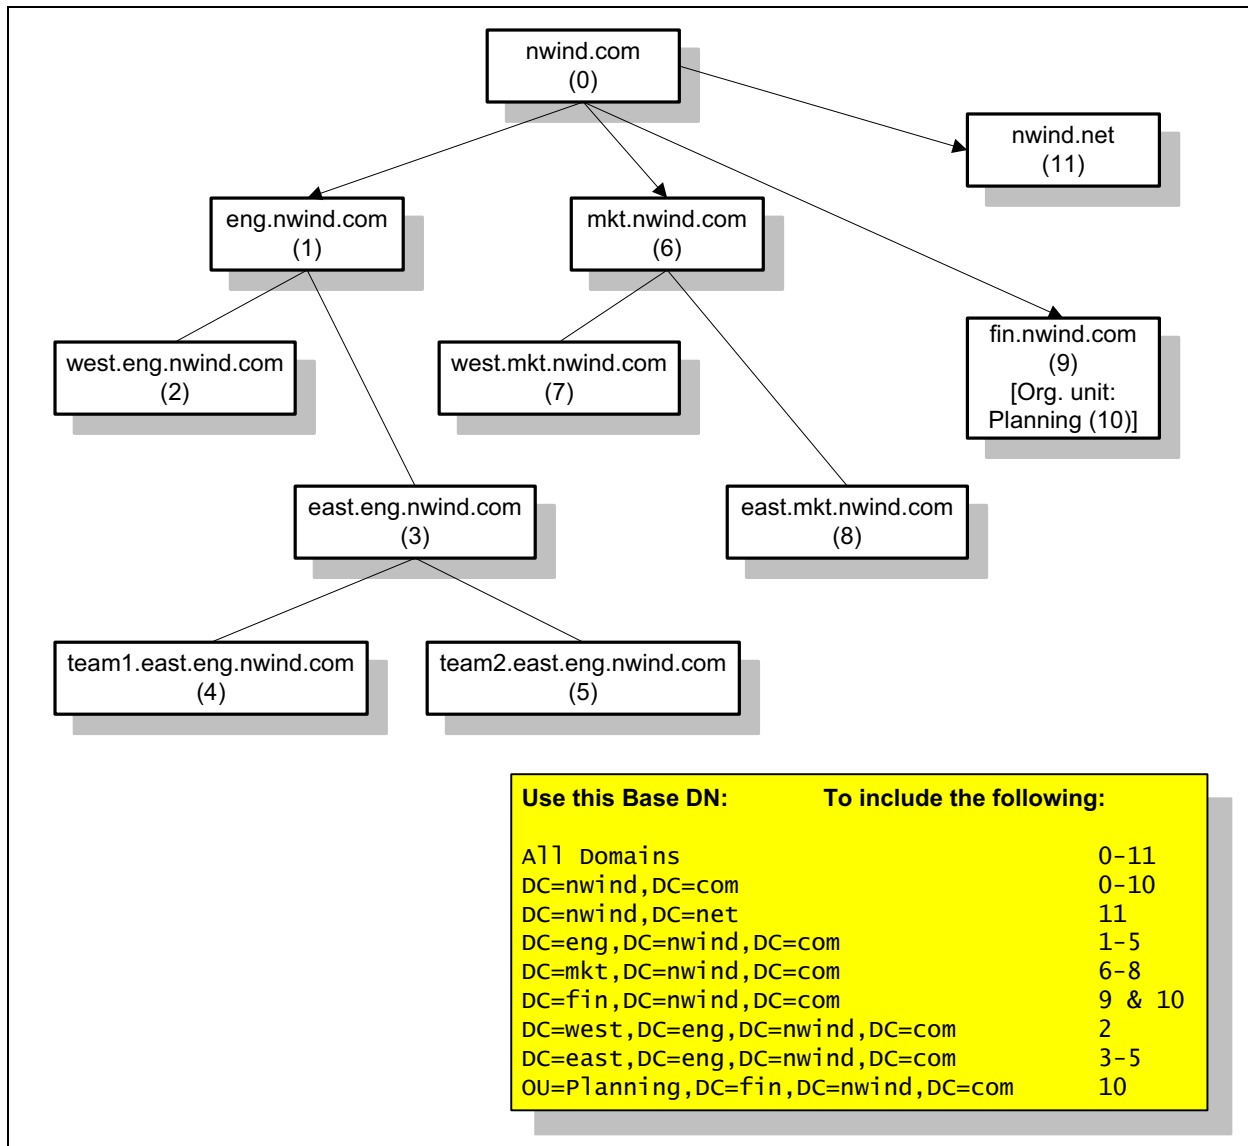 nwind.com
(0)
nwind.net
(11)
eng.nwind.com
(1)
mkt.nwind.com
(6)
west.eng.nwind.com
(2)
west.mkt.nwind.com
(7)
fin.nwind.com
(9)
[Org. unit:
Planning (10)]
east.eng.nwind.com
(3)
east.mkt.nwind.com
(8)
team1.east.eng.nwind.com
(4)
team2.east.eng.nwind.com
(5)
Use this Base DN: To include the following:
All Domains 0-11
DC=nwind,DC=com 0-10
DC=nwind,DC=net 11
DC=eng,DC=nwind,DC=com 1-5
DC=mkt,DC=nwind,DC=com 6-8
DC=fin,DC=nwind,DC=com 9 & 10
DC=west,DC=eng,DC=nwind,DC=com 2
DC=east,DC=eng,DC=nwind,DC=com 3-5
OU=Planning,DC=fin,DC=nwind,DC=com 10